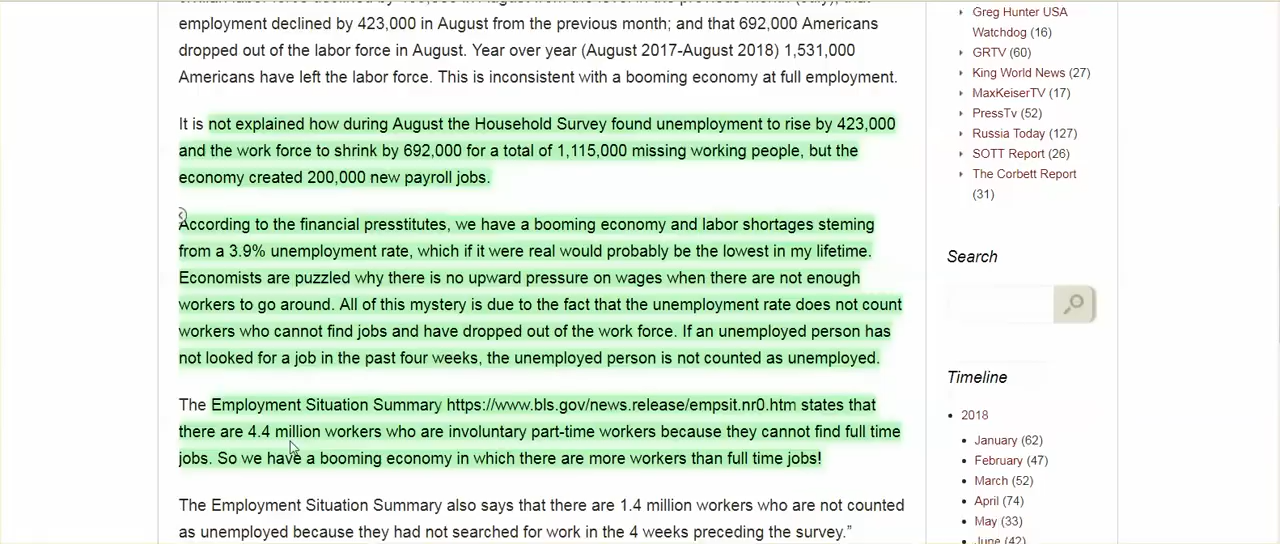 employment declined by 423,000 in August from the previous month; and that 692,000 Americans
dropped out of the labor force in August. Year over year (August 2017-August 2018) 1,531,000
Americans have left the labor force. This is inconsistent with a booming economy at full employment.
It is not explained how during August the Household Survey found unemployment to rise by 423,000
and the work force to shrink by 692,000 for a total of 1,115,000 missing working people, but the
economy created 200,000 new payroll jobs.
According to the financial presstitutes, we have a booming economy and labor shortages steming
from a 3.9% unemployment rate, which if it were real would probably be the lowest in my lifetime.
Economists are puzzled why there is no upward pressure on wages when there are not enough
workers to go around. All of this mystery is due to the fact that the unemployment rate does not count
workers who cannot find jobs and have dropped out of the work force. If an unemployed person has
not looked for a job in the past four weeks, the unemployed person is not counted as unemployed.
The Employment Situation Summary https://www.bls.gov/news.release/empsit.nr0.htm states that
there are 4.4 million workers who are involuntary part-time workers because they cannot find full time
jobs. So we have a booming economy in which there are more workers than full time jobs!
The Employment Situation Summary also says that there are 1.4 million workers who are not counted
as unemployed because they had not searched for work in the 4 weeks preceding the survey.”
Greg Hunter USA
Watchdog (16)
GRTV (60)
King World News (27)
MaxKeiserTV (17)
PressTv (52)
Russia Today (127)
SOTT Report (26)
The Corbett Report
(31)
Search
Timeline
2018
January (62)
February (47)
March (52)
April (74)
May (33)
June (42)